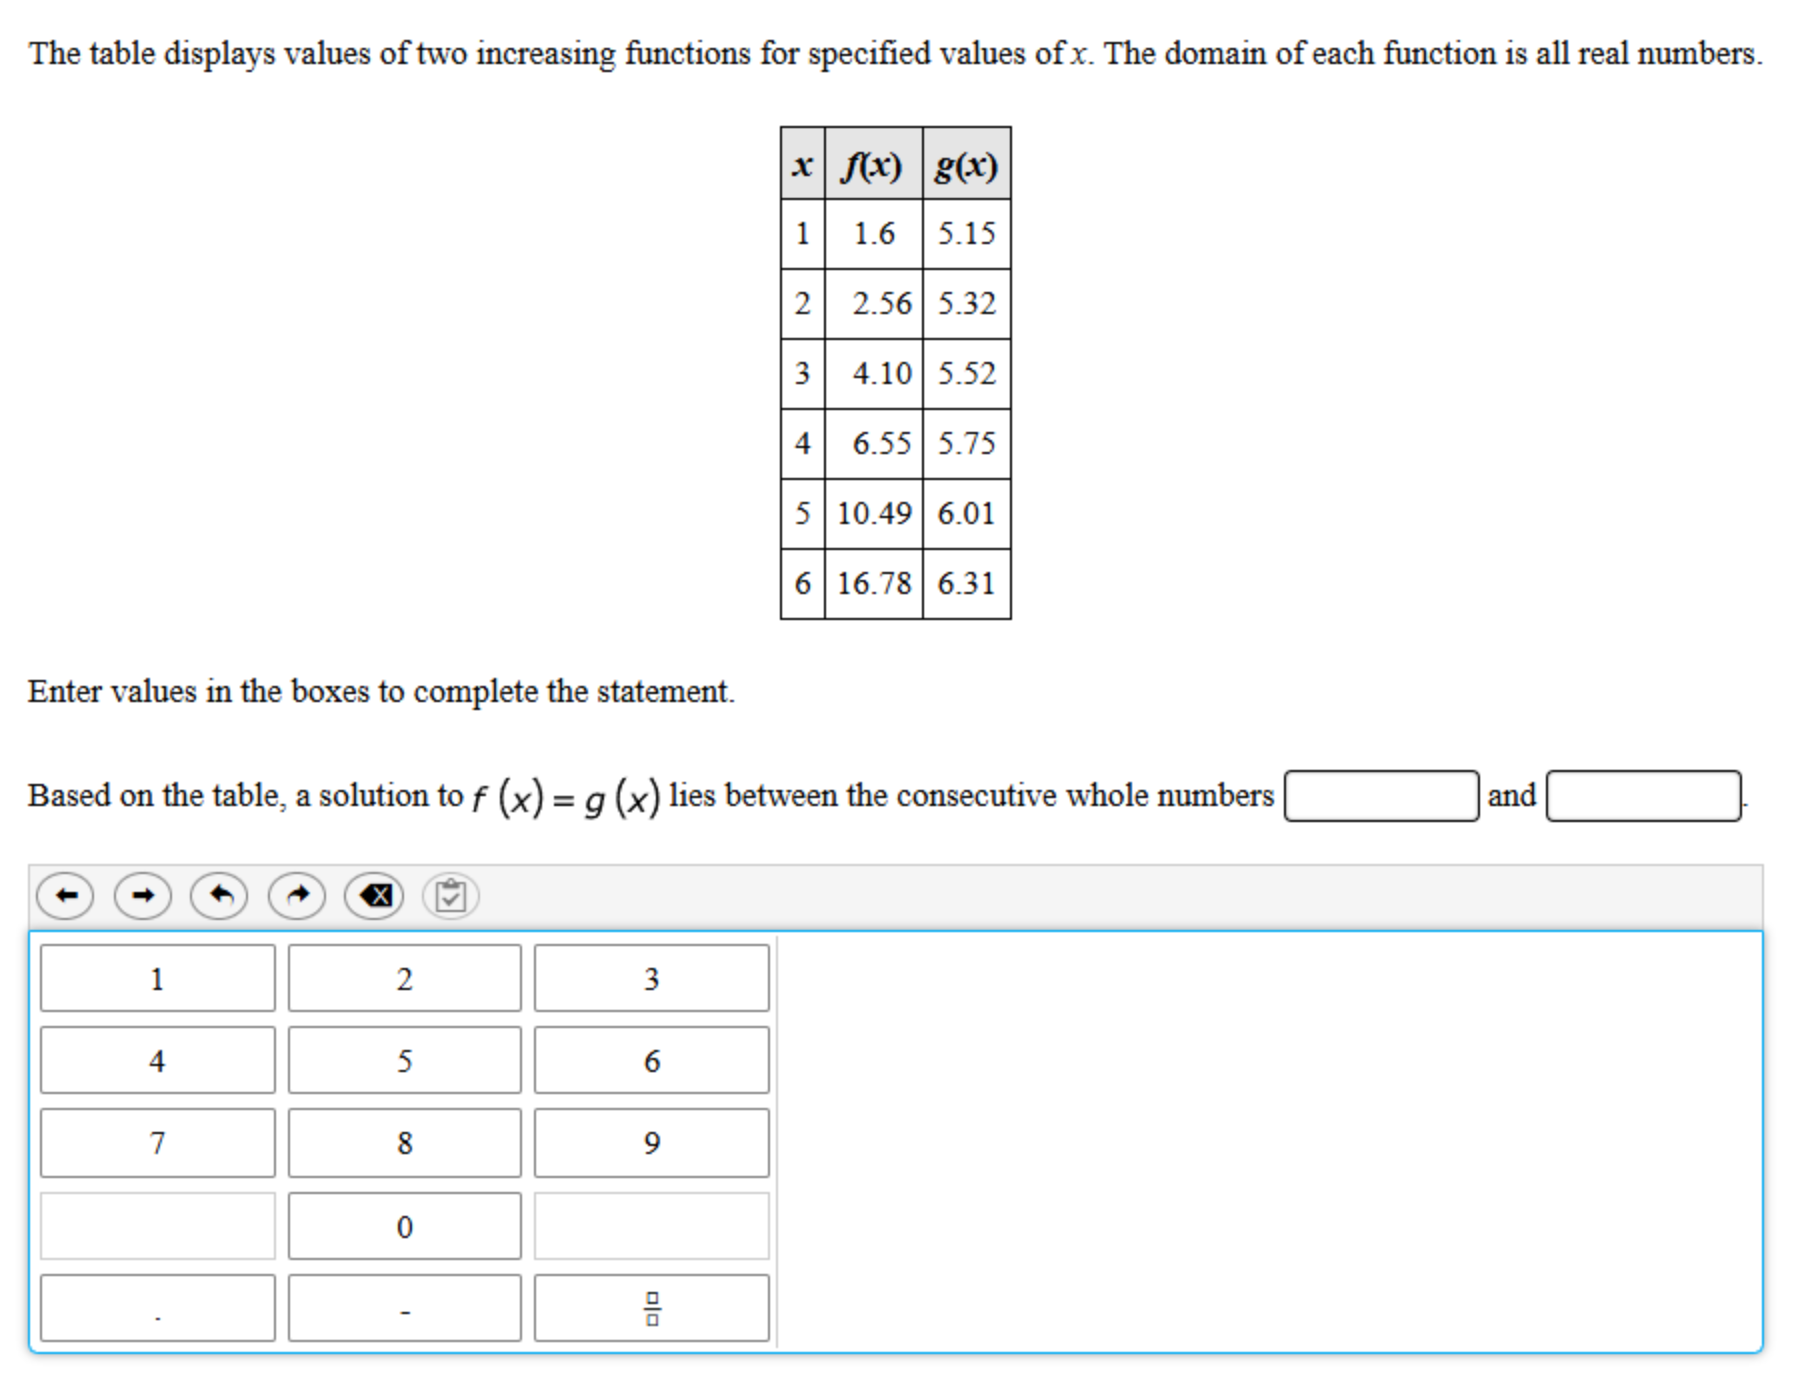 The table displays values of two increasing functions for specified values of x. The domain of each function is all real numbers.
x f(x) g(x)
1 1.6 5.15
2 2.56 5.32
3 4.10 5.52
4 6.55 5.75
5 10.49 6.01
6 16.78 6.31
Enter values in the boxes to complete the statement.
Based on the table, a solution to f (x) = g (x) lies between the consecutive whole numbers and .
1 2 3
4 5 6
7 8 9
0
. -